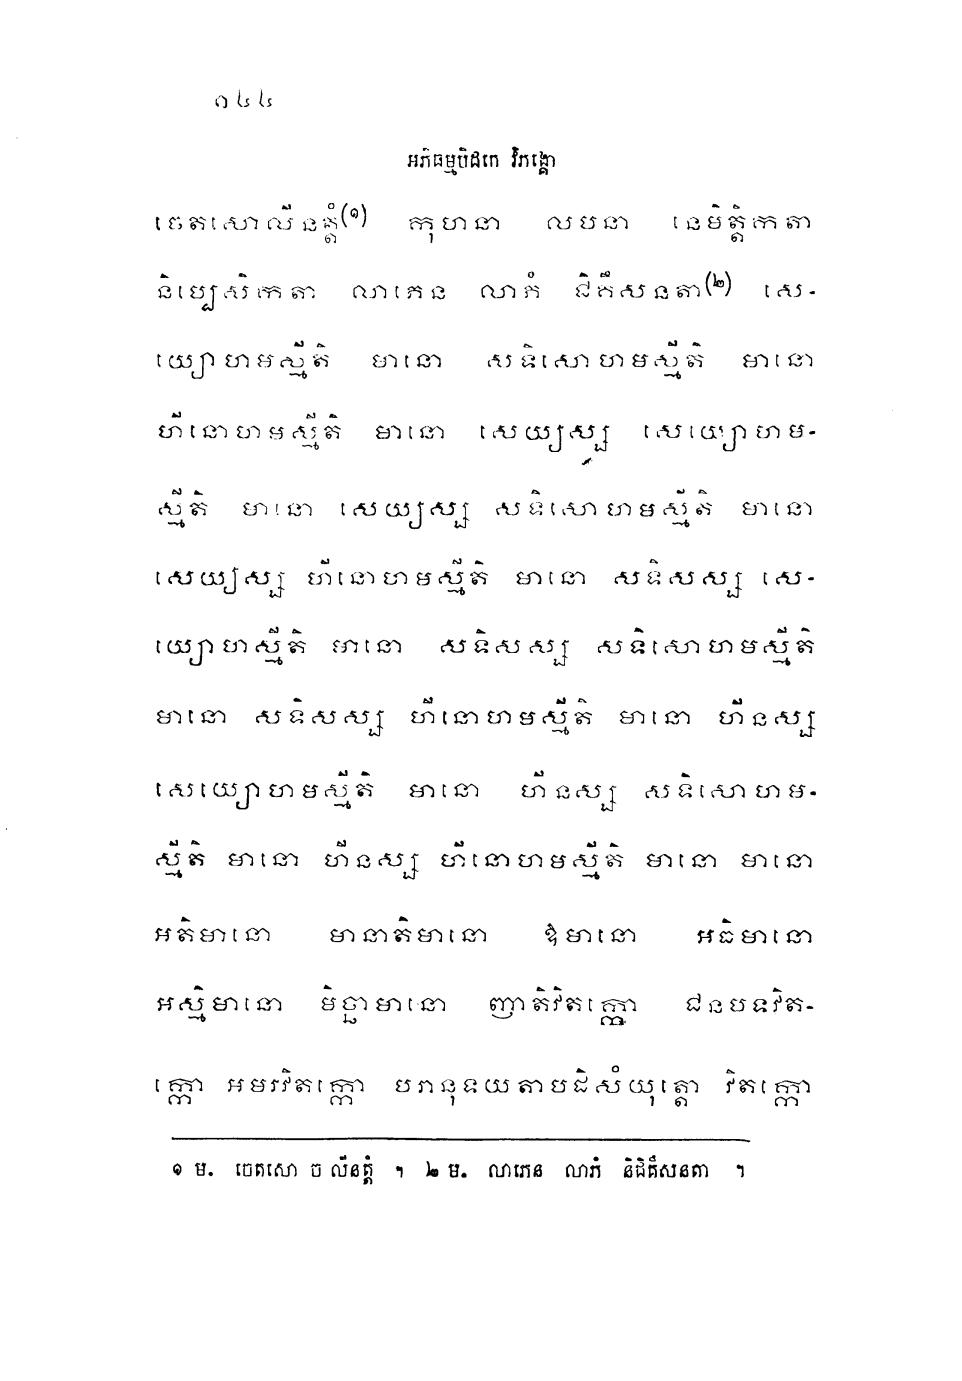 ១៤៤
អភិធម្មបិដកេ វិភង្គោ
ចេតសោលីនត្តំ(១) កុហនា លបនា នេមិត្តិកតា
និប្បេសិកតា លាភេន លាភំ ជិគឹសនតា(២) សេ-
យ្យោហមស្មីតិ មានោ សទិសោហមស្មីតិ មានោ
ហីនោហមស្មីតិ មានោ សេយ្យស្ស សេយ្យោហម-
ស្មីតិ មានោ សេយ្យស្ស សទិសោហមស្មីតិ មានោ
សេយ្យស្ស ហីនោហមស្មីតិ មានោ សទិសស្ស សេ-
យ្យោហស្មីតិ មានោ សទិសស្ស សទិសោហមស្មីតិ
មានោ សទិសស្ស ហីនោហមស្មីតិ មានោ ហីនស្ស
សេយ្យោហមស្មីតិ មានោ ហីនស្ស សទិសោហម-
ស្មីតិ មានោ ហីនស្ស ហីនោហមស្មីតិ មានោ មានោ
អតិមានោ មានាតិមានោ ឱមានោ អធិមានោ
អស្មិមានោ មិច្ឆាមានោ ញាតិវិតក្កោ ជនបទវិត-
ក្កោ អមរវិតក្កោ បរានុទយតាបដិសំយុត្តោ វិតក្កោ
១ ម. ចេតសោ ច លីនត្តំ ។ ២ ម. លាភេន លាភំ និជិគឹសនតា ។